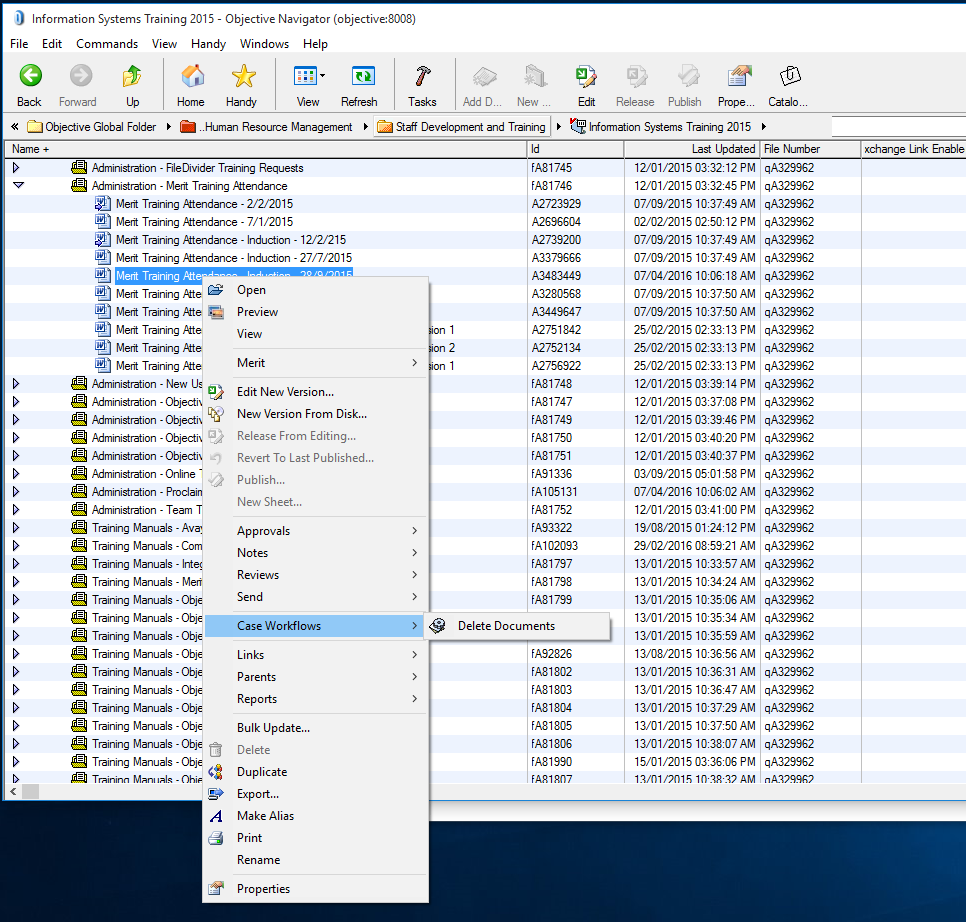 Information Systems Training 2015 - Objective Navigator (objective:8008)
File Edit Commands View Handy Windows Help
Back Forward Up Home Handy View Refresh Tasks Add D... New ... Edit Release Publish Prope... Catalo...
« Objective Global Folder ..Human Resource Management Staff Development and Training Information Systems Training 2015
Name + Id Last Updated File Number xchange Link Enable
Administration - FileDivider Training Requests fA81745 12/01/2015 03:32:12 PM qA329962
Administration - Merit Training Attendance fA81746 12/01/2015 03:32:45 PM qA329962
Merit Training Attendance - 2/2/2015 A2723929 07/09/2015 10:37:49 AM qA329962
Merit Training Attendance - 7/1/2015 A2696604 02/02/2015 02:50:12 PM qA329962
Merit Training Attendance - Induction - 12/2/215 A2739200 07/09/2015 10:37:49 AM qA329962
Merit Training Attendance - Induction - 27/7/2015 A3379666 07/09/2015 10:37:49 AM qA329962
Merit Training Attendance - Induction - 28/9/2015 A3483449 07/04/2016 10:06:18 AM qA329962
Merit Training Atte A3280568 07/09/2015 10:37:50 AM qA329962
Merit Training Atte A3449647 07/09/2015 10:37:50 AM qA329962
Merit Training Atte sion 1 A2751842 25/02/2015 02:33:13 PM qA329962
Merit Training Atte sion 2 A2752134 25/02/2015 02:33:13 PM qA329962
Merit Training Atte sion 1 A2756922 25/02/2015 02:33:13 PM qA329962
Administration - New Us fA81748 12/01/2015 03:39:14 PM qA329962
Administration - Objectiv fA81747 12/01/2015 03:37:08 PM qA329962
Administration - Objectiv fA81749 12/01/2015 03:39:46 PM qA329962
Administration - Objectiv fA81750 12/01/2015 03:40:20 PM qA329962
Administration - Objectiv fA81751 12/01/2015 03:40:37 PM qA329962
Administration - Online T fA91336 03/09/2015 05:01:58 PM qA329962
Administration - Proclaim fA105131 07/04/2016 10:06:02 AM qA329962
Administration - Team T fA81752 12/01/2015 03:41:00 PM qA329962
Training Manuals - Avay fA93322 19/08/2015 01:24:12 PM qA329962
Training Manuals - Com fA102093 29/02/2016 08:59:21 AM qA329962
Training Manuals - Integ fA81797 13/01/2015 10:33:57 AM qA329962
Training Manuals - Meri fA81798 13/01/2015 10:34:24 AM qA329962
Training Manuals - Obje fA81799 13/01/2015 10:35:06 AM qA329962
Training Manuals - Obje 13/01/2015 10:35:34 AM qA329962
Training Manuals - Obje 13/01/2015 10:35:59 AM qA329962
Training Manuals - Obje fA92826 13/08/2015 10:36:56 AM qA329962
Training Manuals - Obje fA81802 13/01/2015 10:36:31 AM qA329962
Training Manuals - Obje fA81803 13/01/2015 10:36:47 AM qA329962
Training Manuals - Obje fA81804 13/01/2015 10:37:29 AM qA329962
Training Manuals - Obje fA81805 13/01/2015 10:37:50 AM qA329962
Training Manuals - Obje fA81806 13/01/2015 10:38:07 AM qA329962
Training Manuals - Obje fA81990 15/01/2015 03:36:06 PM qA329962
Training Manuals - Obje fA81807 13/01/2015 10:38:32 AM qA329962
Open
Preview
View
Merit
Edit New Version...
New Version From Disk...
Release From Editing...
Revert To Last Published...
Publish...
New Sheet...
Approvals
Notes
Reviews
Send
Case Workflows
Delete Documents
Links
Parents
Reports
Bulk Update...
Delete
Duplicate
Export...
Make Alias
Print
Rename
Properties